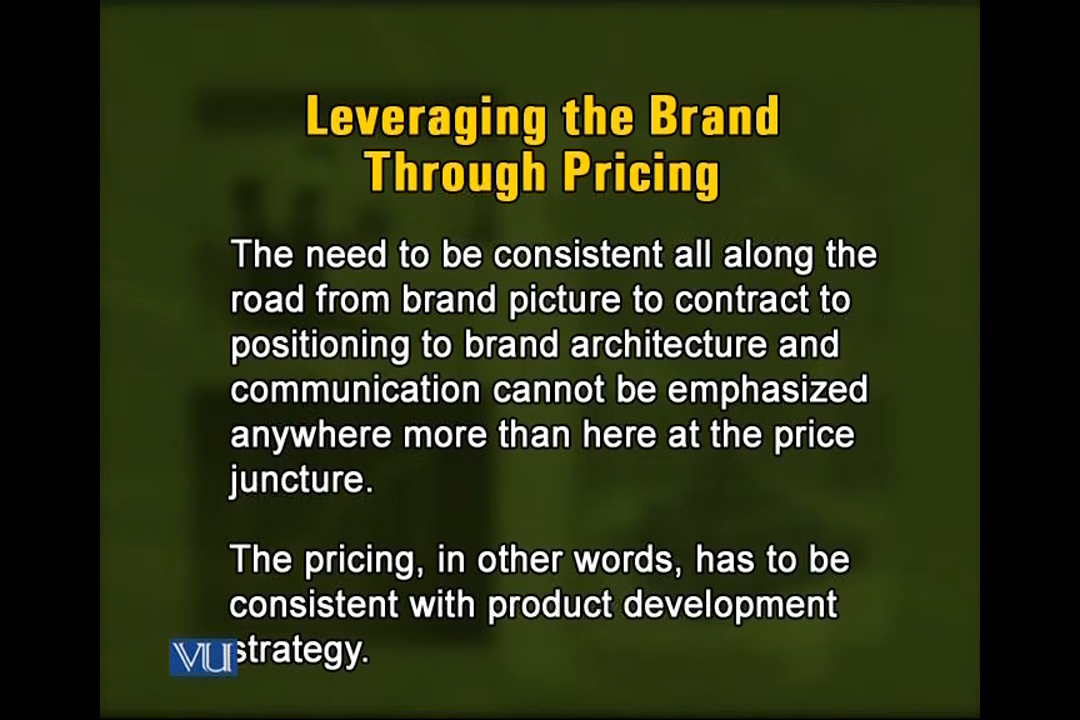 Leveraging the Brand
Through Pricing
The need to be consistent all along the
road from brand picture to contract to
positioning to brand architecture and
communication cannot be emphasized
anywhere more than here at the price
juncture.
The pricing, in other words, has to be
consistent with product development
strategy.
VU